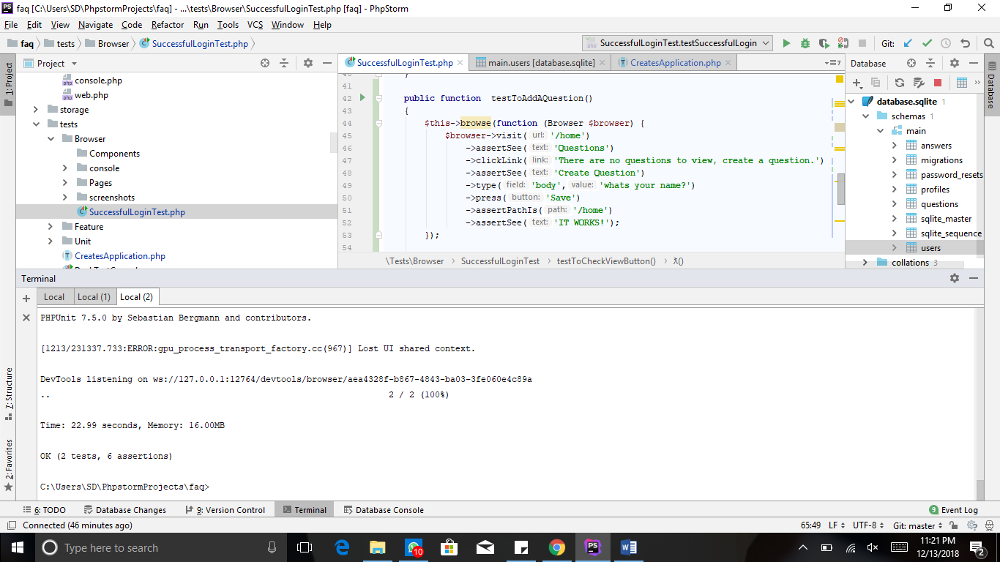 faq [C:\Users\SD\PhpstormProjects\faq] - ...\tests\Browser\SuccessfulLoginTest.php [faq] - PhpStorm
File Edit View Navigate Code Refactor Run Tools VCS Window Help
faq tests Browser SuccessfulLoginTest.php SuccessfulLoginTest.testSuccessfulLogin Git:
Project SuccessfulLoginTest.php main.users [database.sqlite] CreatesApplication.php Database
1: Project
console.php
web.php
storage
tests
Browser
Components
console
Pages
screenshots
SuccessfulLoginTest.php
Feature
Unit
CreatesApplication.php
40 }
41
42 public function testToAddAQuestion()
43 {
44 $this->browse(function (Browser $browser) {
45 $browser->visit( url: '/home')
46 ->assertSee( text: 'Questions')
47 ->clickLink( link: 'There are no questions to view, create a question.')
48 ->assertSee( text: 'Create Question')
49 ->type( field: 'body', value: 'whats your name?')
50 ->press( button: 'Save')
51 ->assertPathIs( path: '/home')
52 ->assertSee( text: 'IT WORKS!');
53 });
54
\Tests\Browser SuccessfulLoginTest testToCheckViewButton() λ()
7
database.sqlite 1
schemas 1
main
answers
migrations
password_resets
profiles
questions
sqlite_master
sqlite_sequence
users
collations 3
Database
Terminal
Local Local (1) Local (2)
PHPUnit 7.5.0 by Sebastian Bergmann and contributors.
[1213/231337.733:ERROR:gpu_process_transport_factory.cc(967)] Lost UI shared context.
DevTools listening on ws://127.0.0.1:12764/devtools/browser/aea4328f-b867-4843-ba03-3fe060e4c89a
.. 2 / 2 (100%)
Time: 22.99 seconds, Memory: 16.00MB
OK (2 tests, 6 assertions)
C:\Users\SD\PhpstormProjects\faq>
7: Structure
2: Favorites
6: TODO Database Changes 9: Version Control Terminal Database Console 9 Event Log
Connected (46 minutes ago) 65:49 LF UTF-8 Git: master
Type here to search 10 PS W 11:21 PM
12/13/2018 2